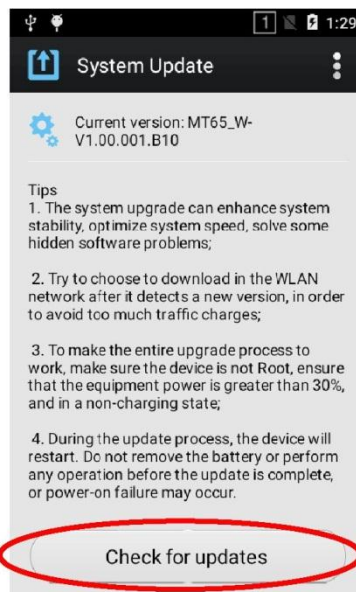 1 1:29
System Update
Current version: MT65_W-
V1.00.001.B10
Tips
1. The system upgrade can enhance system
stability, optimize system speed, solve some
hidden software problems;
2. Try to choose to download in the WLAN
network after it detects a new version, in order
to avoid too much traffic charges;
3. To make the entire upgrade process to
work, make sure the device is not Root, ensure
that the equipment power is greater than 30%,
and in a non-charging state;
4. During the update process, the device will
restart. Do not remove the battery or perform
any operation before the update is complete,
or power-on failure may occur.
Check for updates